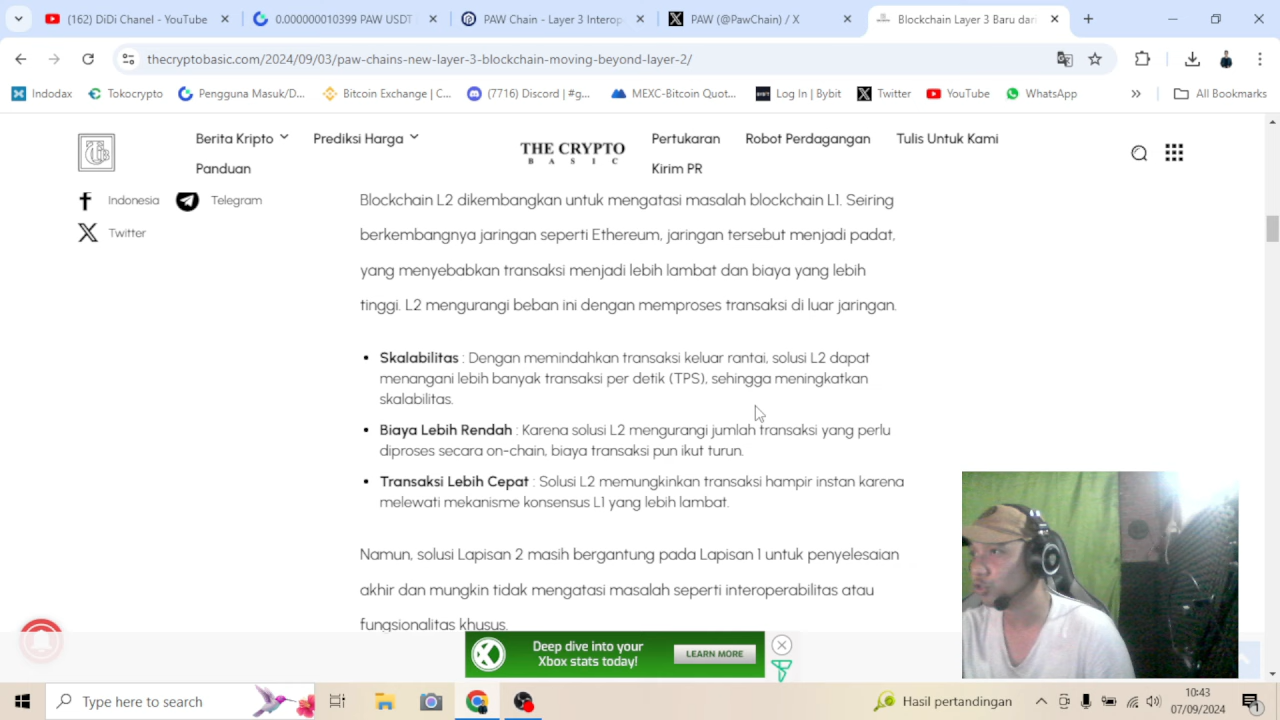 (162) DiDi Chanel - YouTube
0.000000010399 PAW USDT
PAW Chain - Layer 3 Interop
PAW (@PawChain) / X
Blockchain Layer 3 Baru dari
thecryptobasic.com/2024/09/03/paw-chains-new-layer-3-blockchain-moving-beyond-layer-2/
Indodax
Tokocrypto
Pengguna Masuk/D...
Bitcoin Exchange | C...
(7716) Discord | #g...
MEXC-Bitcoin Quot...
Log In | Bybit
Twitter
YouTube
WhatsApp
All Bookmarks
Berita Kripto
Prediksi Harga
Panduan
THE CRYPTO
BASIC
Pertukaran
Robot Perdagangan
Tulis Untuk Kami
Kirim PR
Indonesia
Telegram
Twitter
Blockchain L2 dikembangkan untuk mengatasi masalah blockchain L1. Seiring
berkembangnya jaringan seperti Ethereum, jaringan tersebut menjadi padat,
yang menyebabkan transaksi menjadi lebih lambat dan biaya yang lebih
tinggi. L2 mengurangi beban ini dengan memproses transaksi di luar jaringan.
• Skalabilitas : Dengan memindahkan transaksi keluar rantai, solusi L2 dapat
menangani lebih banyak transaksi per detik (TPS), sehingga meningkatkan
skalabilitas.
• Biaya Lebih Rendah : Karena solusi L2 mengurangi jumlah transaksi yang perlu
diproses secara on-chain, biaya transaksi pun ikut turun.
• Transaksi Lebih Cepat : Solusi L2 memungkinkan transaksi hampir instan karena
melewati mekanisme konsensus L1 yang lebih lambat.
Namun, solusi Lapisan 2 masih bergantung pada Lapisan 1 untuk penyelesaian
akhir dan mungkin tidak mengatasi masalah seperti interoperabilitas atau
fungsionalitas khusus.
Deep dive into your
Xbox stats today!
LEARN MORE
Type here to search
Hasil pertandingan
10:43
07/09/2024
1